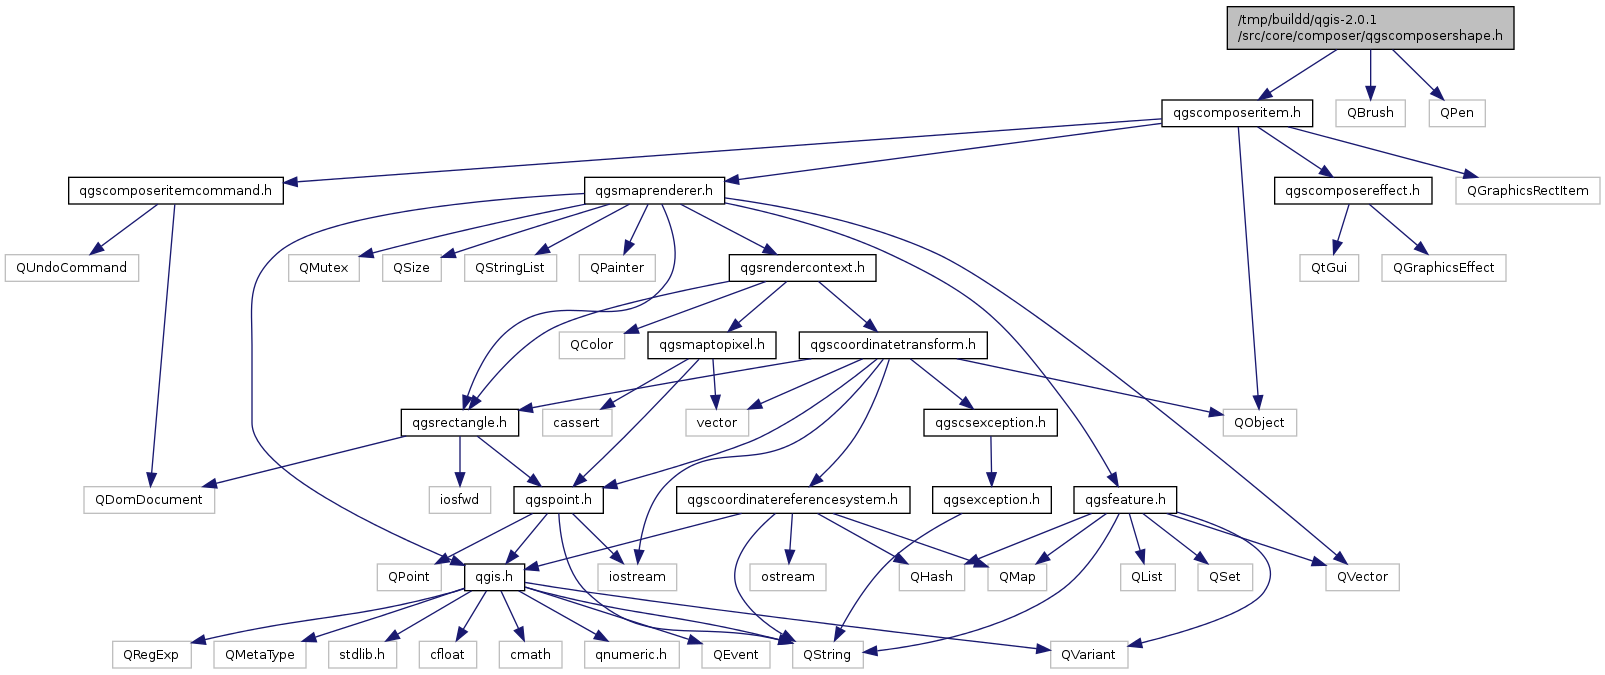 /tmp/buildd/qgis-2.0.1
/src/core/composer/qgscomposershape.h
qgscomposeritem.h
QBrush
QPen
qgscomposeritemcommand.h
qgsmaprenderer.h
qgscomposereffect.h
QGraphicsRectItem
QUndoCommand
QMutex
QSize
QStringList
QPainter
qgsrendercontext.h
QtGui
QGraphicsEffect
QColor
qgsmaptopixel.h
qgscoordinatetransform.h
qgsrectangle.h
cassert
vector
qgscsexception.h
QObject
QDomDocument
iosfwd
qgspoint.h
qgscoordinatereferencesystem.h
qgsexception.h
qgsfeature.h
QPoint
qgis.h
iostream
ostream
QHash
QMap
QList
QSet
QVector
QRegExp
QMetaType
stdlib.h
cfloat
cmath
qnumeric.h
QEvent
QString
QVariant